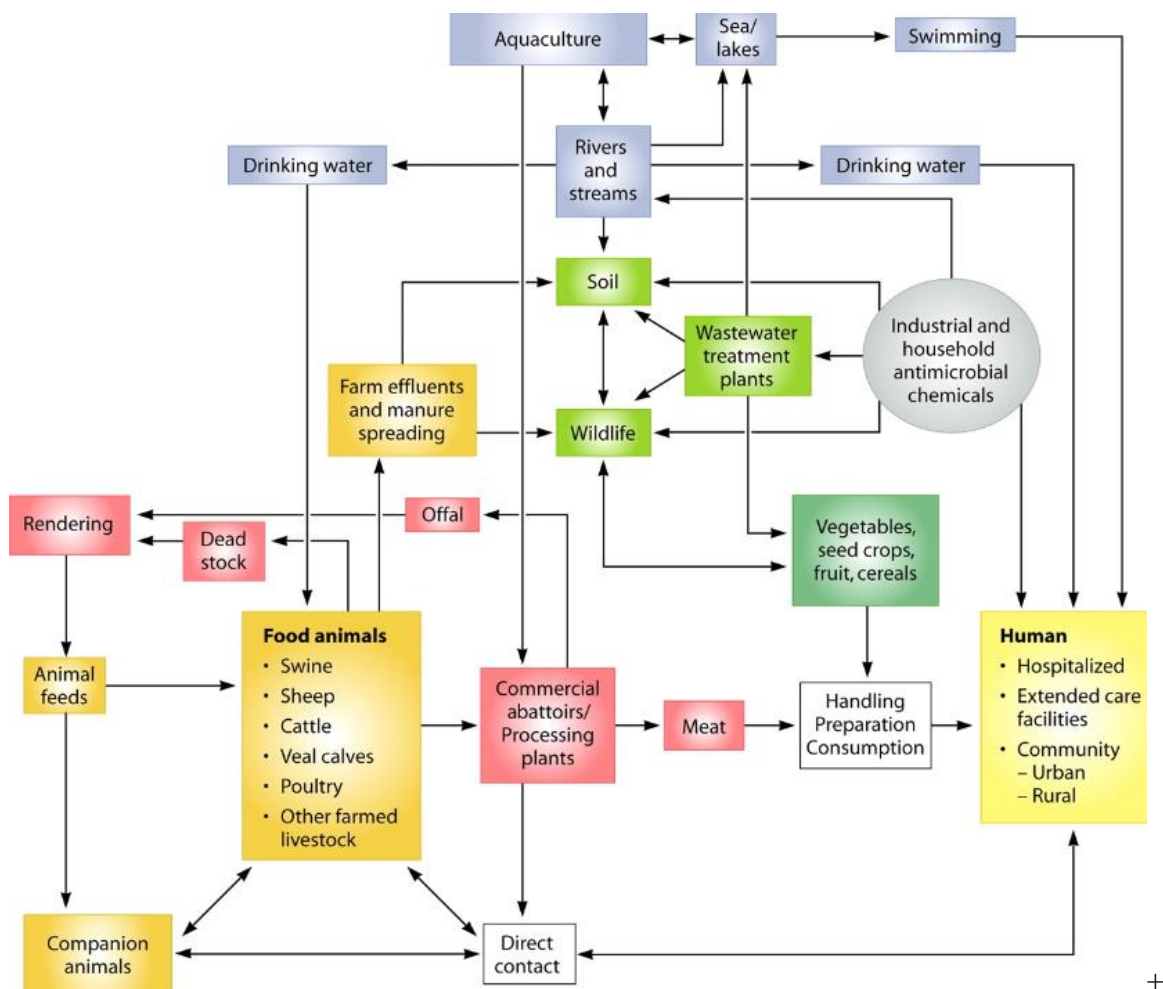 Aquaculture
Sea/
lakes
Swimming
Drinking water
Rivers
and
streams
Drinking water
Soil
Wastewater
treatment
plants
Industrial and
household
antimicrobial
chemicals
Farm effluents
and manure
spreading
Wildlife
Rendering
Dead
stock
Offal
Vegetables,
seed crops,
fruit, cereals
Animal
feeds
Food animals
• Swine
• Sheep
• Cattle
• Veal calves
• Poultry
• Other farmed
livestock
Commercial
abattoirs/
Processing
plants
Meat
Handling
Preparation
Consumption
Human
• Hospitalized
• Extended care
facilities
• Community
– Urban
– Rural
Companion
animals
Direct
contact
+